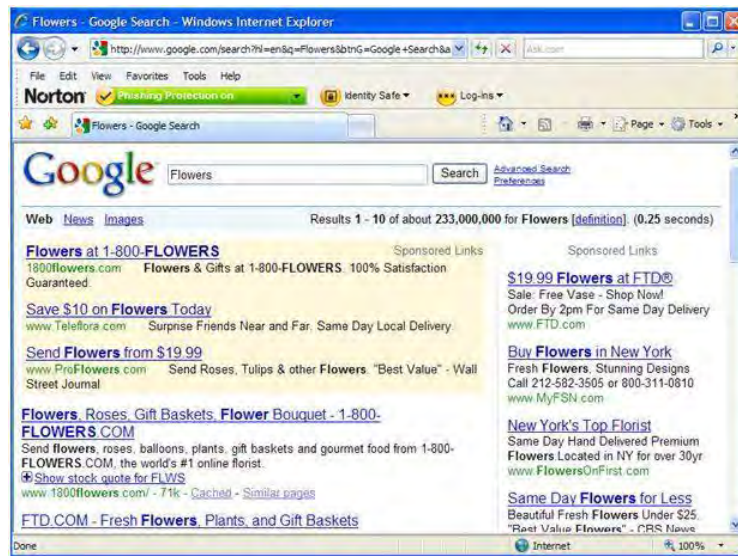 Flowers - Google Search - Windows Internet Explorer
http://www.google.com/search?hl=en&q=Flowers&btnG=Google+Search&a
Ask.com
File Edit View Favorites Tools Help
Norton Phishing Protection on Identity Safe Log-ins
Flowers - Google Search Page Tools
Google Flowers Search Advanced Search
Preferences
Web News Images Results 1 - 10 of about 233,000,000 for Flowers [definition]. (0.25 seconds)
Flowers at 1-800-FLOWERS Sponsored Links
1800flowers.com Flowers & Gifts at 1-800-FLOWERS. 100% Satisfaction
Guaranteed.
Save $10 on Flowers Today
www.Teleflora.com Surprise Friends Near and Far. Same Day Local Delivery.
Send Flowers from $19.99
www.ProFlowers.com Send Roses, Tulips & other Flowers. "Best Value" - Wall
Street Journal
Flowers, Roses, Gift Baskets, Flower Bouquet - 1-800-
FLOWERS.COM
Send flowers, roses, balloons, plants, gift baskets and gourmet food from 1-800-
FLOWERS.COM, the world's #1 online florist.
Show stock quote for FLWS
www.1800flowers.com/ - 71k - Cached - Similar pages
FTD.COM - Fresh Flowers, Plants, and Gift Baskets
Sponsored Links
$19.99 Flowers at FTD®
Sale: Free Vase - Shop Now!
Order By 2pm For Same Day Delivery
www.FTD.com
Buy Flowers in New York
Fresh Flowers, Stunning Designs
Call 212-582-3505 or 800-311-0810
www.MyFSN.com
New York's Top Florist
Same Day Hand Delivered Premium
Flowers.Located in NY for over 30yr
www.FlowersOnFirst.com
Same Day Flowers for Less
Beautiful Fresh Flowers Under $25.
"Best Value Flowers" - CBS News
Done Internet 100%